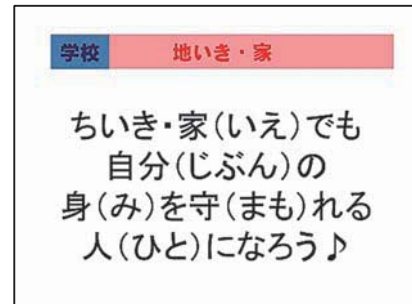 学校 地いき・家
ちいき・家(いえ)でも
自分(じぶん)の
身(み)を守(まも)れる
人(ひと)になろう♪